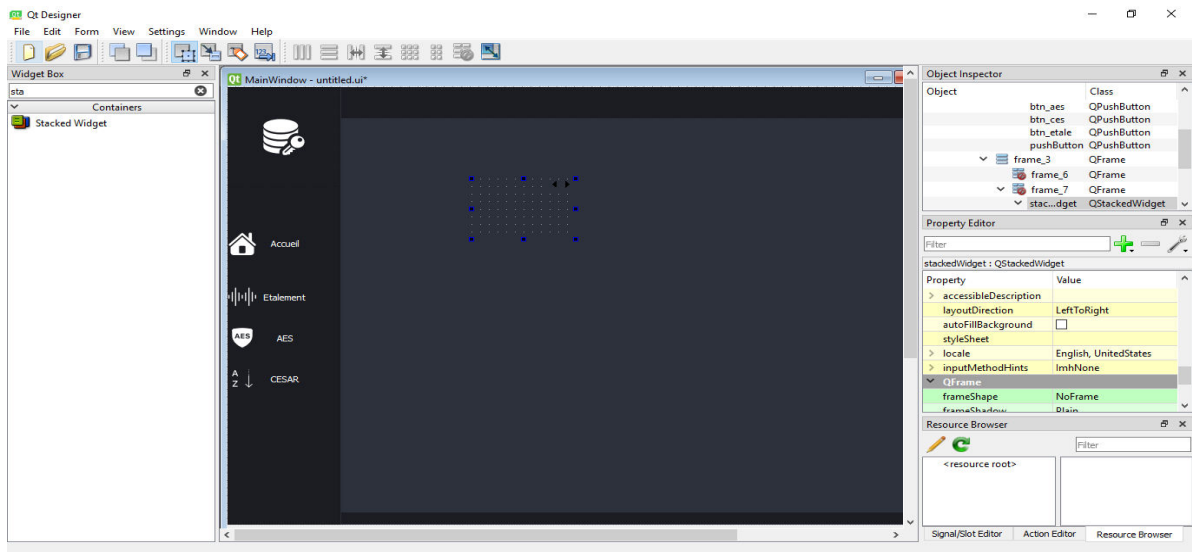 Qt Designer
File Edit Form View Settings Window Help
123
Widget Box
sta
Containers
Stacked Widget
Qt MainWindow - untitled.ui*
Accueil
Etalement
AES AES
A
Z CESAR
Object Inspector
Object Class
btn_aes QPushButton
btn_ces QPushButton
btn_etale QPushButton
pushButton QPushButton
frame_3 QFrame
frame_6 QFrame
frame_7 QFrame
stac...dget QStackedWidget
Property Editor
Filter
stackedWidget : QStackedWidget
Property Value
accessibleDescription
layoutDirection LeftToRight
autoFillBackground
styleSheet
locale English, UnitedStates
inputMethodHints ImhNone
QFrame
frameShape NoFrame
frameShadow Plain
Resource Browser
Filter
<resource root>
Signal/Slot Editor Action Editor Resource Browser